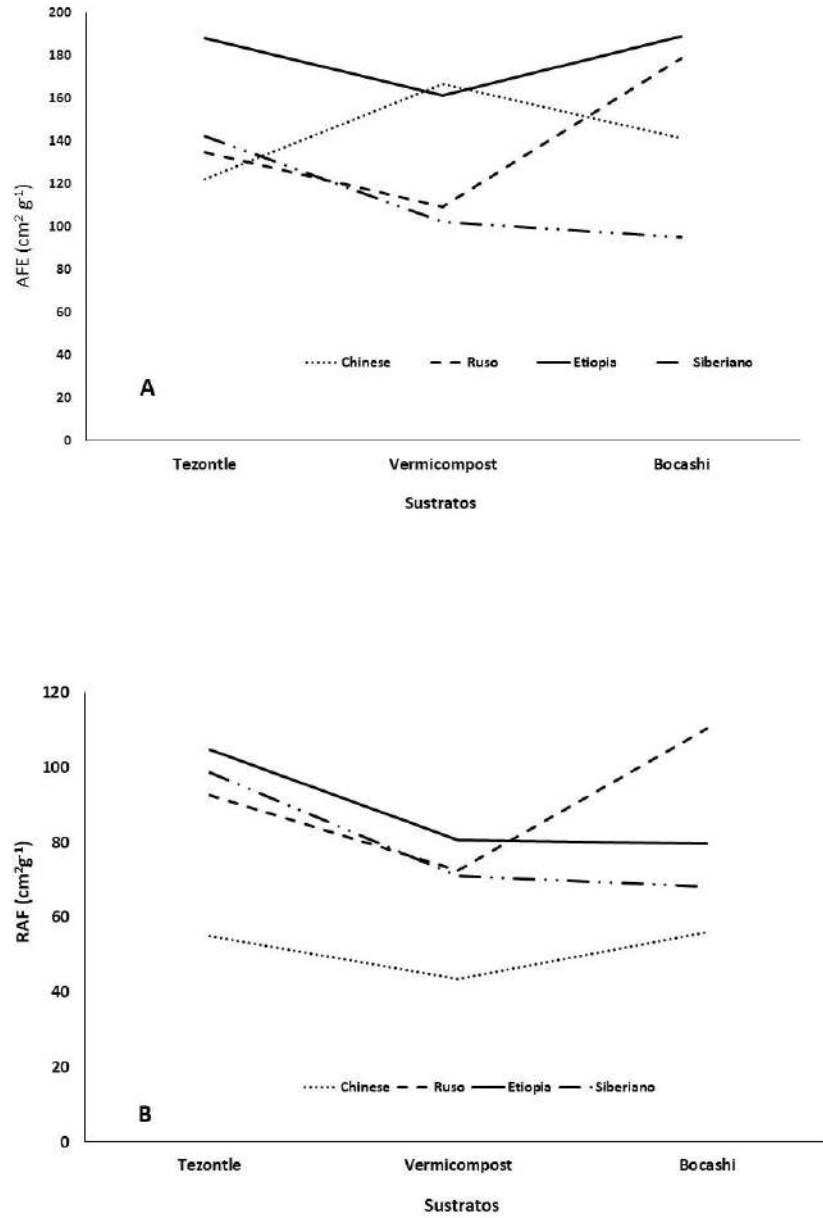 200
180
160
140
120
100
80
60
40
20
0
AFE (cm² g⁻¹)
Chinese Ruso Etiopia Siberiano
A
Tezontle Vermicompost Bocashi
Sustratos
120
100
80
60
40
20
0
RAF (cm²g⁻¹)
Chinese Ruso Etiopia Siberiano
B
Tezontle Vermicompost Bocashi
Sustratos